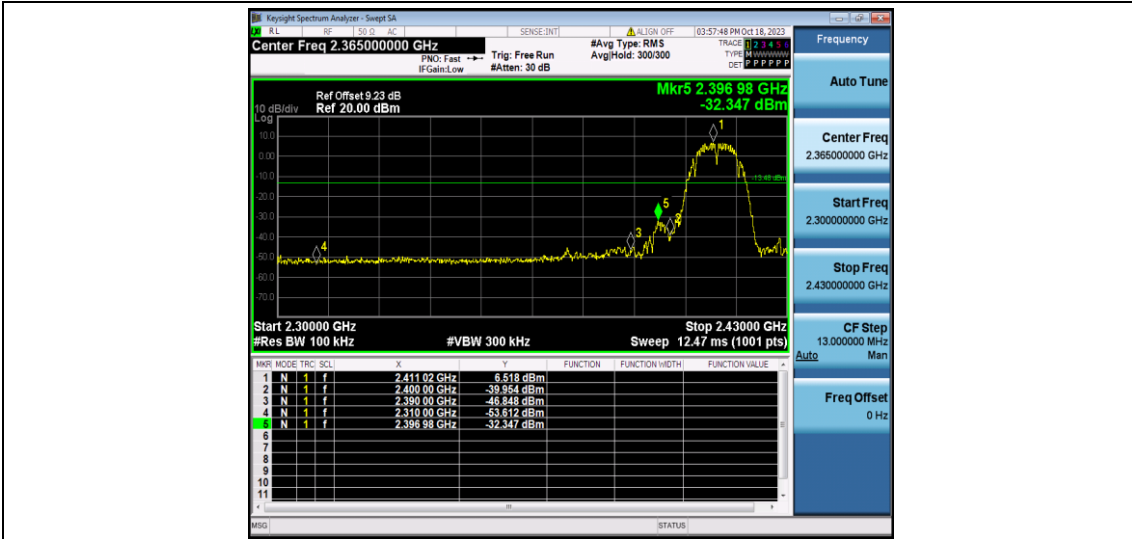 Keysight Spectrum Analyzer - Swept SA
RL RF 50 Ω AC SENSE:INT ALIGN OFF 03:57:48 PM Oct 18, 2023
Center Freq 2.365000000 GHz
PNO: Fast
IFGain:Low
Trig: Free Run
#Atten: 30 dB
#Avg Type: RMS
Avg|Hold: 300/300
TRACE 1 2 3 4 5 6
TYPE M W W W W W
DET P P P P P P
Frequency
Auto Tune
Center Freq
2.365000000 GHz
Start Freq
2.300000000 GHz
Stop Freq
2.430000000 GHz
CF Step
13.000000 MHz
Auto Man
Freq Offset
0 Hz
Mkr5 2.396 98 GHz
-32.347 dBm
Ref Offset 9.23 dB
10 dB/div Ref 20.00 dBm
Log
10.0
0.00
-10.0
-20.0
-30.0
-40.0
-50.0
-60.0
-70.0
1
-13.48 dBm
5
2
3
4
Start 2.30000 GHz Stop 2.43000 GHz
#Res BW 100 kHz #VBW 300 kHz Sweep 12.47 ms (1001 pts)
MKR MODE TRC SCL X Y FUNCTION FUNCTION WIDTH FUNCTION VALUE
1 N 1 f 2.411 02 GHz 6.518 dBm
2 N 1 f 2.400 00 GHz -39.954 dBm
3 N 1 f 2.390 00 GHz -46.848 dBm
4 N 1 f 2.310 00 GHz -53.612 dBm
5 N 1 f 2.396 98 GHz -32.347 dBm
6
7
8
9
10
11
MSG STATUS